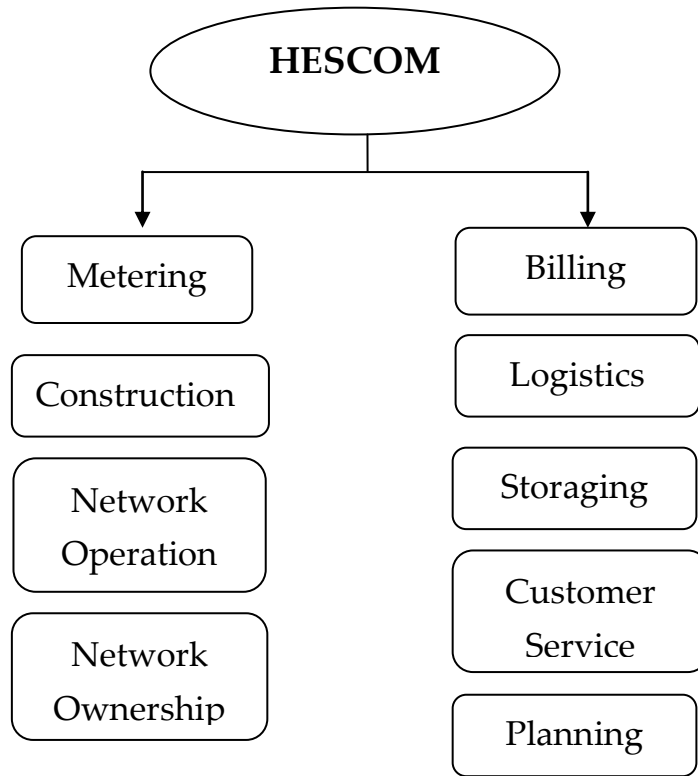 HESCOM
Metering
Construction
Network
Operation
Network
Ownership
Billing
Logistics
Storaging
Customer
Service
Planning